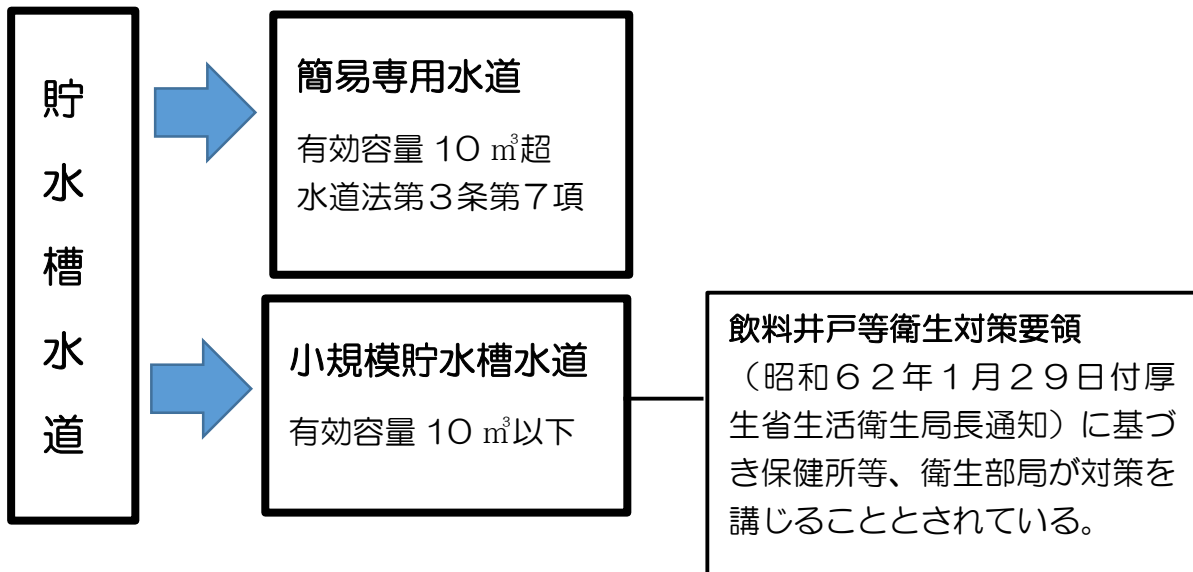 貯水槽水道
簡易専用水道
有効容量 10 ㎥超
水道法第3条第7項
小規模貯水槽水道
有効容量 10 ㎥以下
飲料井戸等衛生対策要領
（昭和６２年１月２９日付厚
生省生活衛生局長通知）に基づ
き保健所等、衛生部局が対策を
講じることとされている。